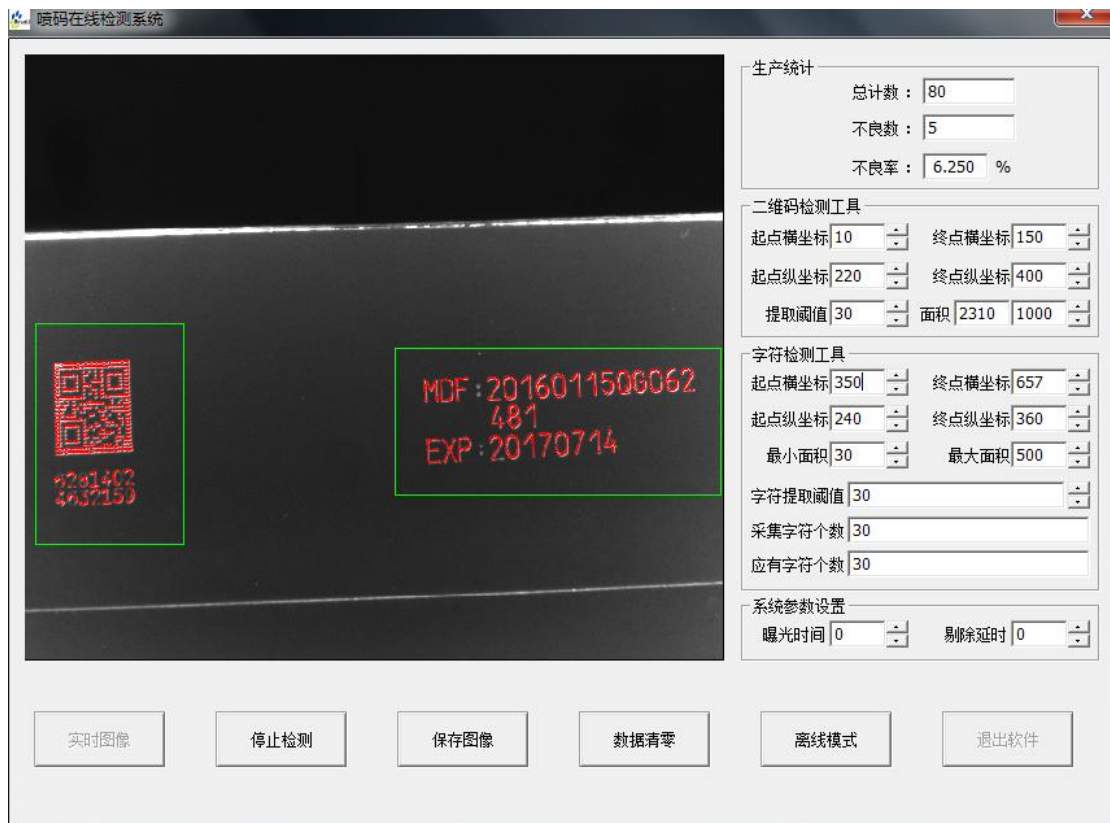 喷码在线检测系统
MDF:20160115QG062
481
EXP:20170714
生产统计
总计数： 80
不良数： 5
不良率： 6.250 %
二维码检测工具
起点横坐标 10 终点横坐标 150
起点纵坐标 220 终点纵坐标 400
提取阈值 30 面积 2310 1000
字符检测工具
起点横坐标 350 终点横坐标 657
起点纵坐标 240 终点纵坐标 360
最小面积 30 最大面积 500
字符提取阈值 30
采集字符个数 30
应有字符个数 30
系统参数设置
曝光时间 0 剔除延时 0
实时图像 停止检测 保存图像 数据清零 离线模式 退出软件